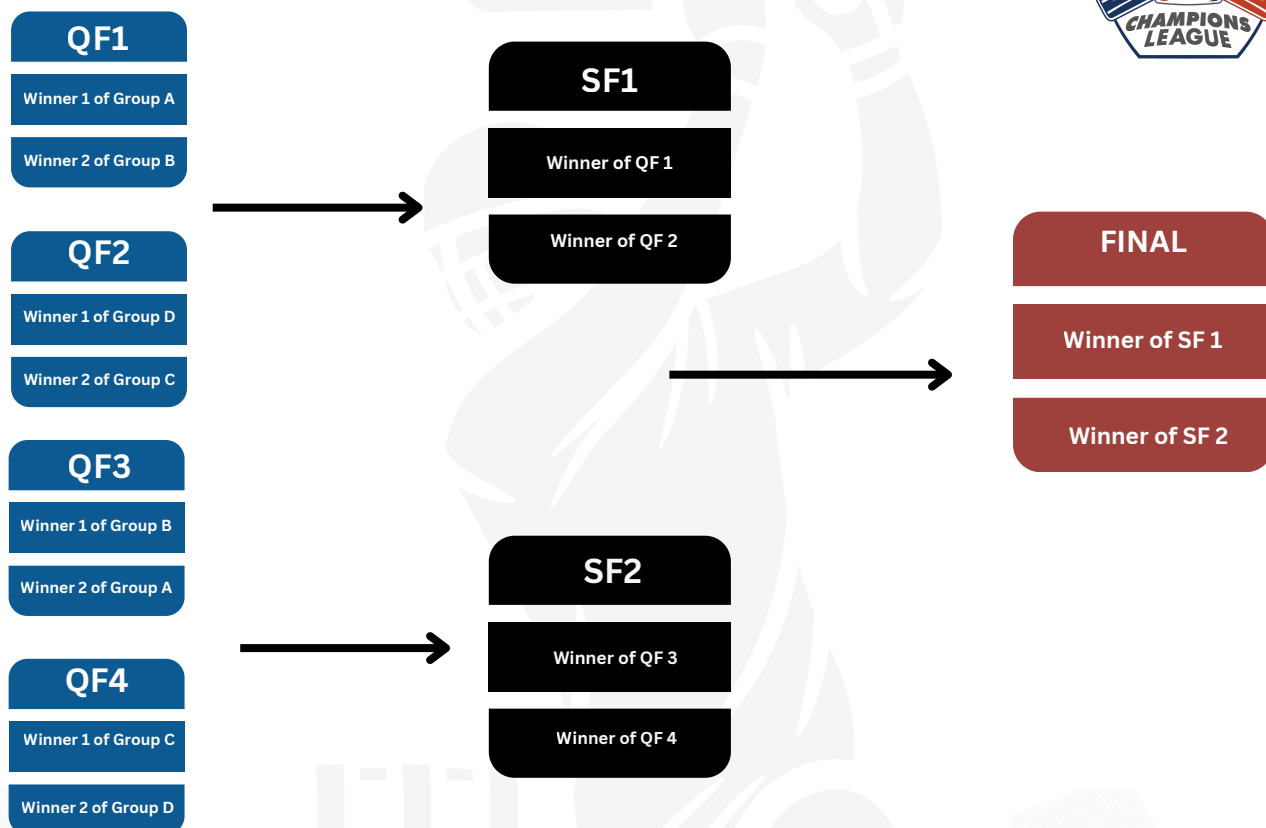 QF1
Winner 1 of Group A
Winner 2 of Group B
QF2
Winner 1 of Group D
Winner 2 of Group C
QF3
Winner 1 of Group B
Winner 2 of Group A
QF4
Winner 1 of Group C
Winner 2 of Group D
SF1
Winner of QF 1
Winner of QF 2
SF2
Winner of QF 3
Winner of QF 4
CHAMPIONS
LEAGUE
FINAL
Winner of SF 1
Winner of SF 2